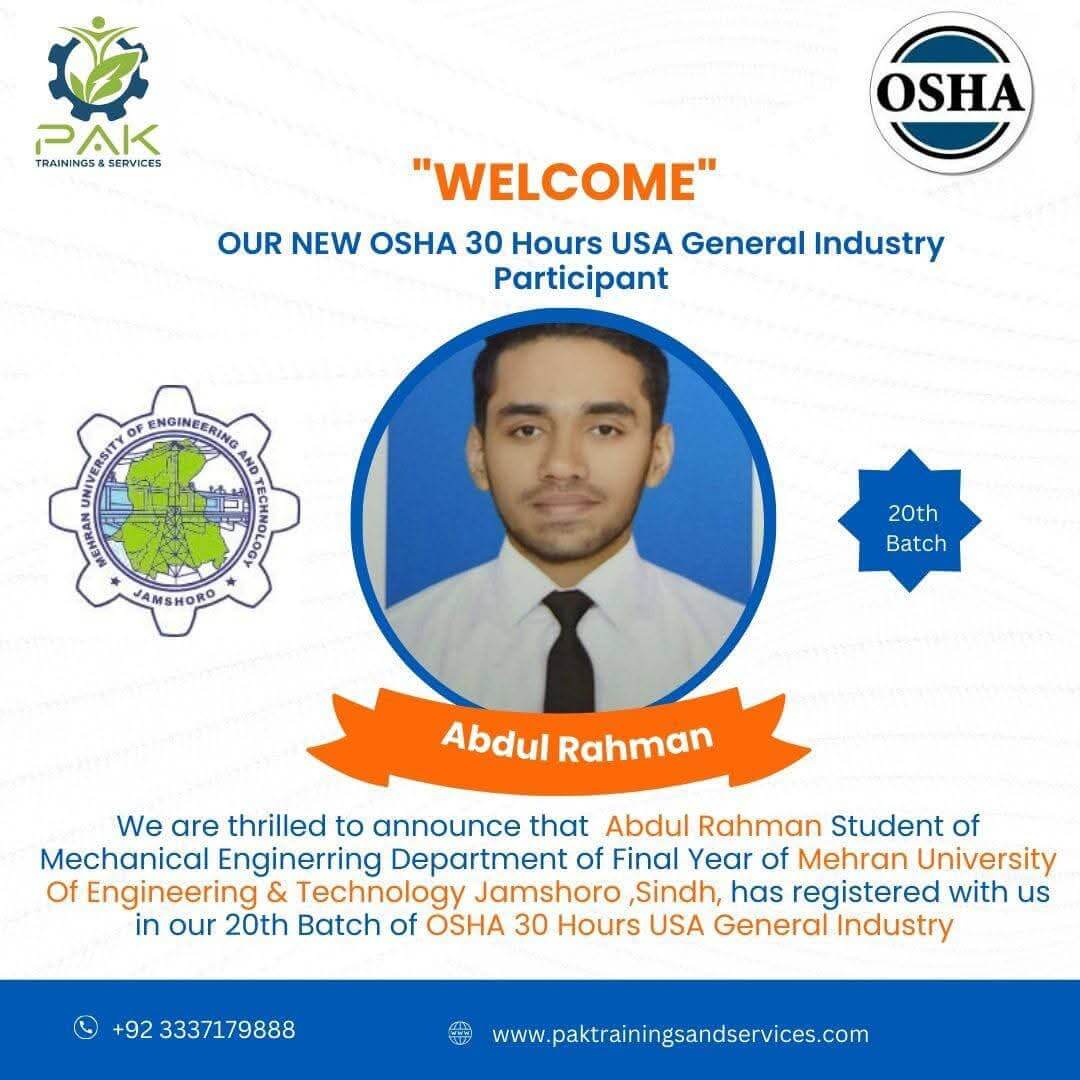 PAK
TRAININGS & SERVICES
OSHA
"WELCOME"
OUR NEW OSHA 30 Hours USA General Industry
Participant
MEHRAN UNIVERSITY OF ENGINEERING AND TECHNOLOGY
★ JAMSHORO ★
20th
Batch
Abdul Rahman
We are thrilled to announce that Abdul Rahman Student of
Mechanical Enginerring Department of Final Year of Mehran University
Of Engineering & Technology Jamshoro ,Sindh, has registered with us
in our 20th Batch of OSHA 30 Hours USA General Industry
+92 3337179888
www.paktrainingsandservices.com